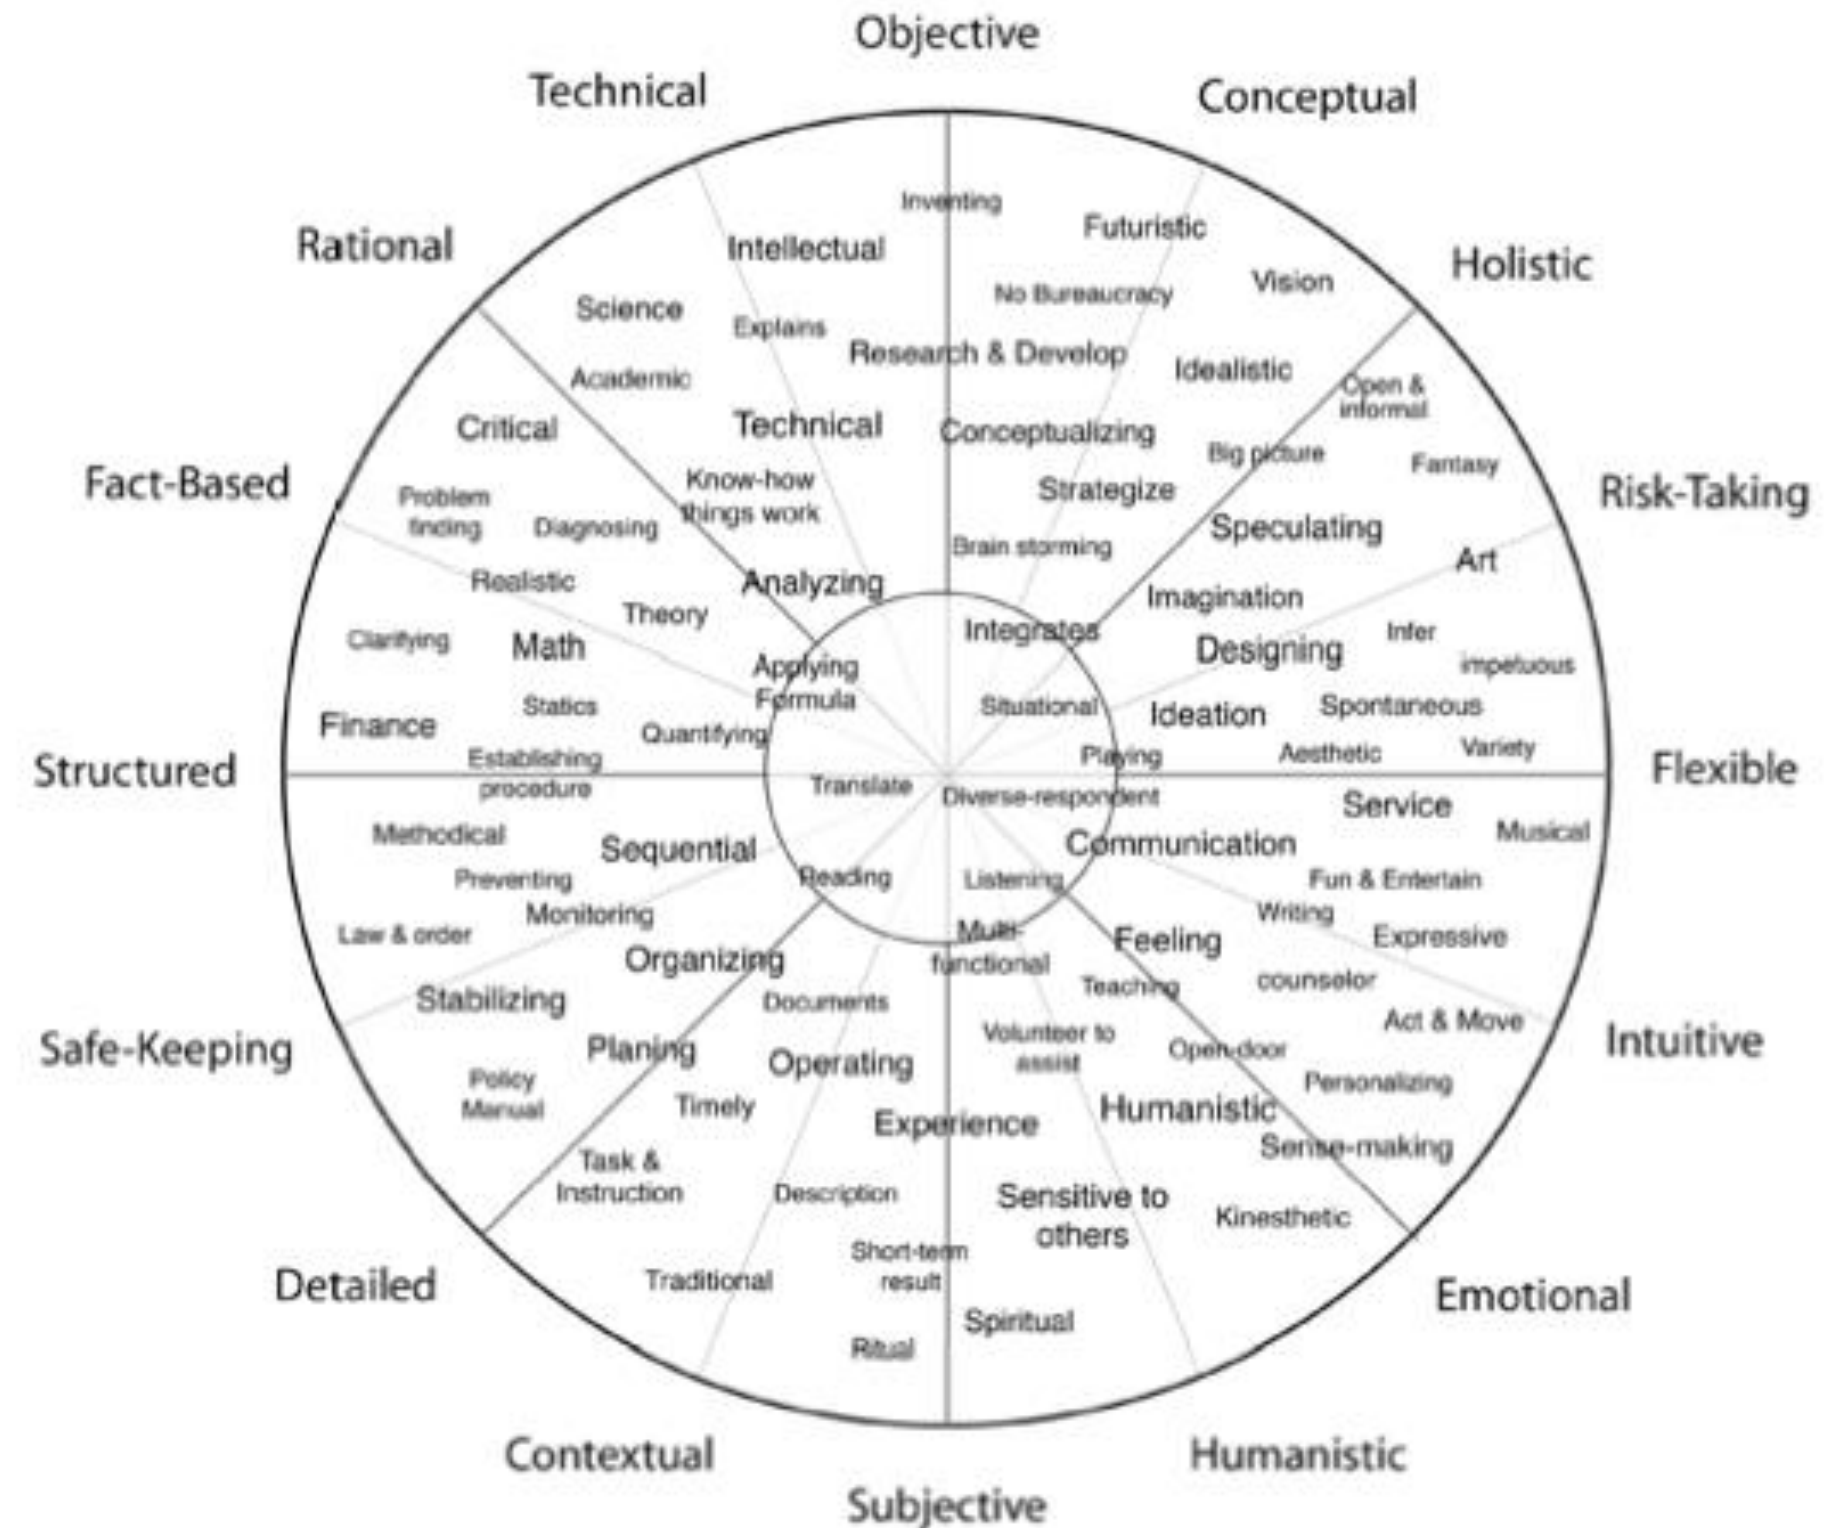 Objective
Technical
Conceptual
Rational
Holistic
Fact-Based
Risk-Taking
Structured
Flexible
Safe-Keeping
Intuitive
Detailed
Emotional
Contextual
Humanistic
Subjective
Inventing
Futuristic
Intellectual
Vision
No Bureaucracy
Science
Explains
Research & Develop
Idealistic
Academic
Open &
informal
Critical
Technical
Conceptualizing
Big picture
Fantasy
Know-how
things work
Strategize
Problem
finding
Diagnosing
Speculating
Brain storming
Art
Realistic
Analyzing
Imagination
Theory
Integrates
Infer
Clarifying
Math
Designing
impetuous
Applying
Formula
Statics
Situational
Ideation
Spontaneous
Finance
Quantifying
Playing
Aesthetic
Variety
Establishing
procedure
Translate
Diverse-respondent
Service
Musical
Methodical
Sequential
Communication
Preventing
Reading
Listening
Fun & Entertain
Monitoring
Writing
Law & order
Multi-
functional
Feeling
Expressive
Organizing
Teaching
counselor
Stabilizing
Documents
Act & Move
Volunteer to
assist
Planing
Operating
Open-door
Policy
Manual
Personalizing
Timely
Experience
Humanistic
Sense-making
Task &
Instruction
Description
Sensitive to
others
Kinesthetic
Short-term
result
Traditional
Spiritual
Ritual